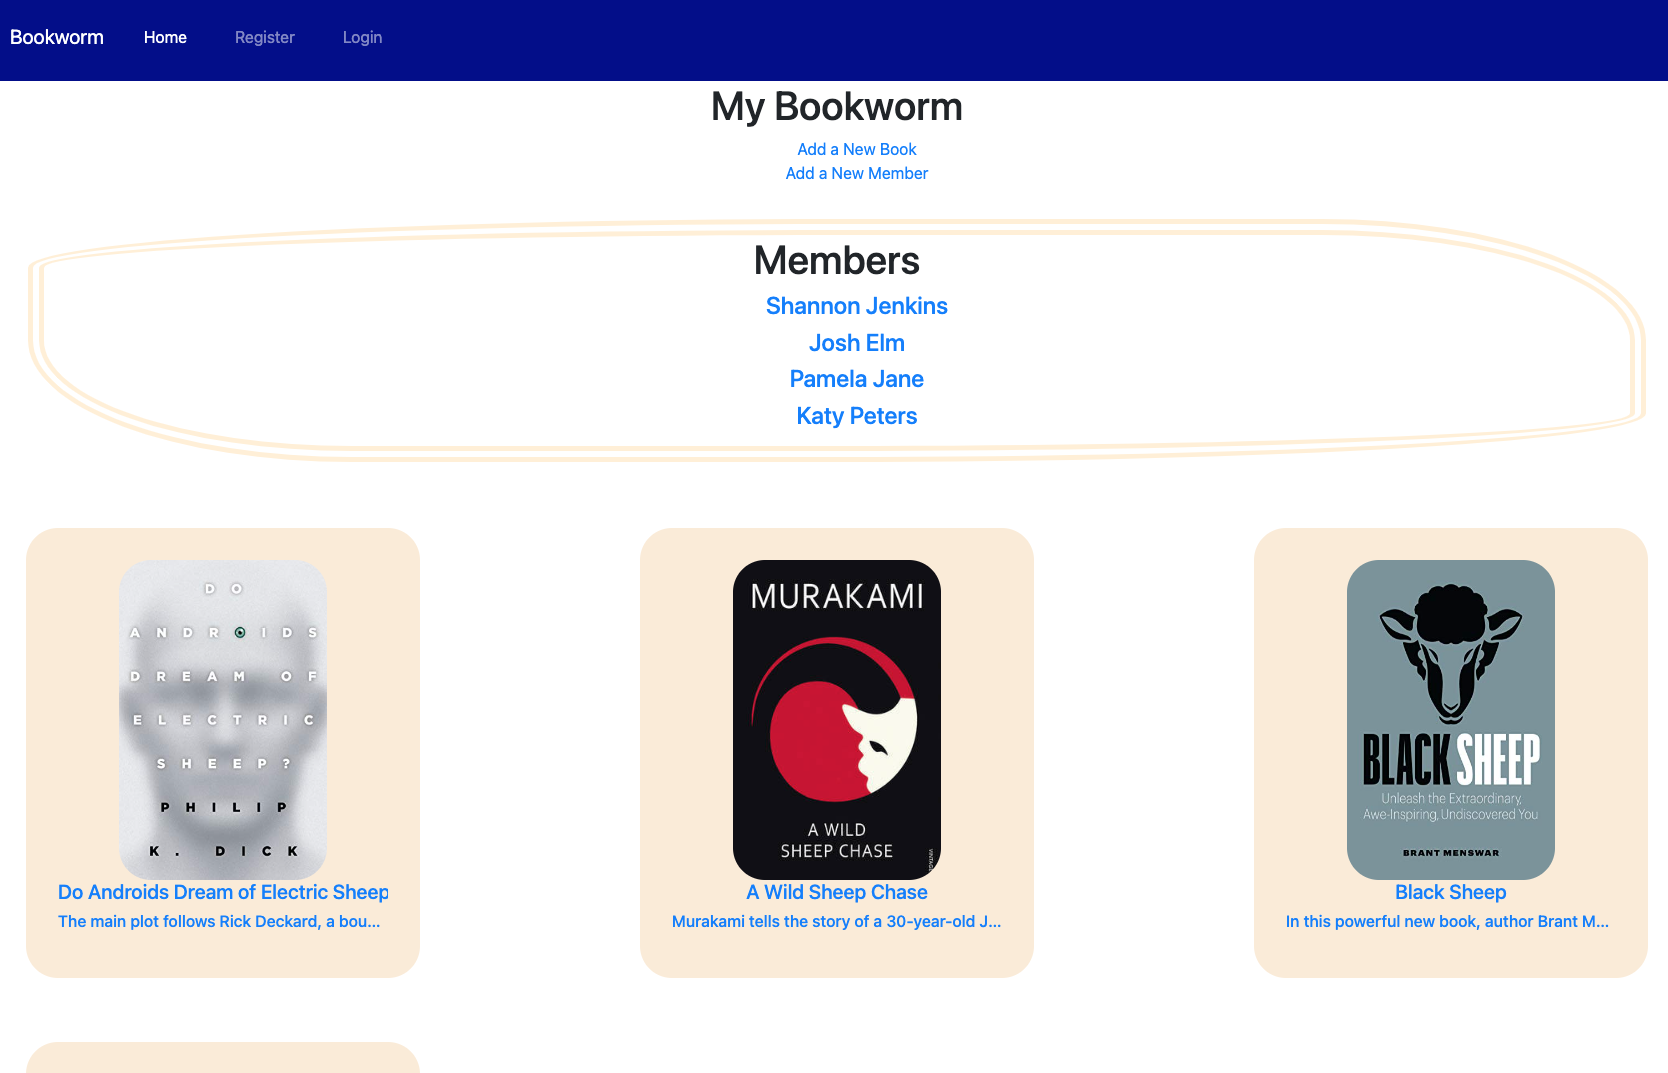 Bookworm Home Register Login
My Bookworm
Add a New Book
Add a New Member
Members
Shannon Jenkins
Josh Elm
Pamela Jane
Katy Peters
DO
ANDROIDS
DREAM OF
ELECTRIC
SHEEP?
PHILIP
K. DICK
Do Androids Dream of Electric Sheep
The main plot follows Rick Deckard, a bou...
MURAKAMI
A WILD
SHEEP CHASE
VINTAGE
A Wild Sheep Chase
Murakami tells the story of a 30-year-old J...
BLACK SHEEP
Unleash the Extraordinary,
Awe-Inspiring, Undiscovered You
BRANT MENSWAR
Black Sheep
In this powerful new book, author Brant M...